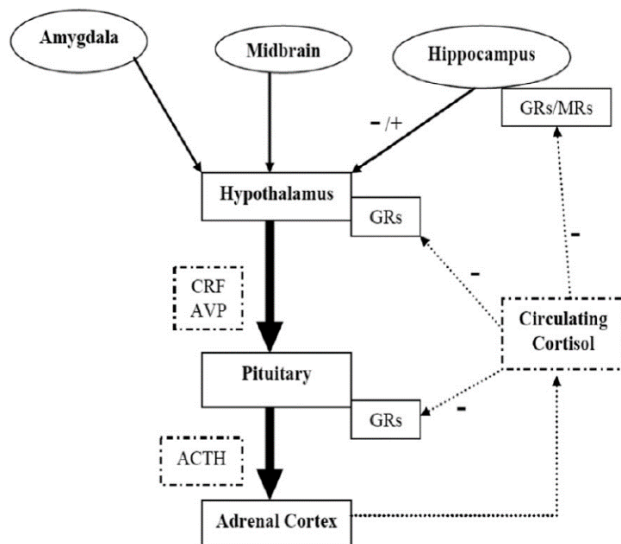 Amygdala
Midbrain
Hippocampus
GRs/MRs
- /+
Hypothalamus
GRs
-
-
CRF
AVP
Circulating
Cortisol
Pituitary
GRs
-
ACTH
Adrenal Cortex